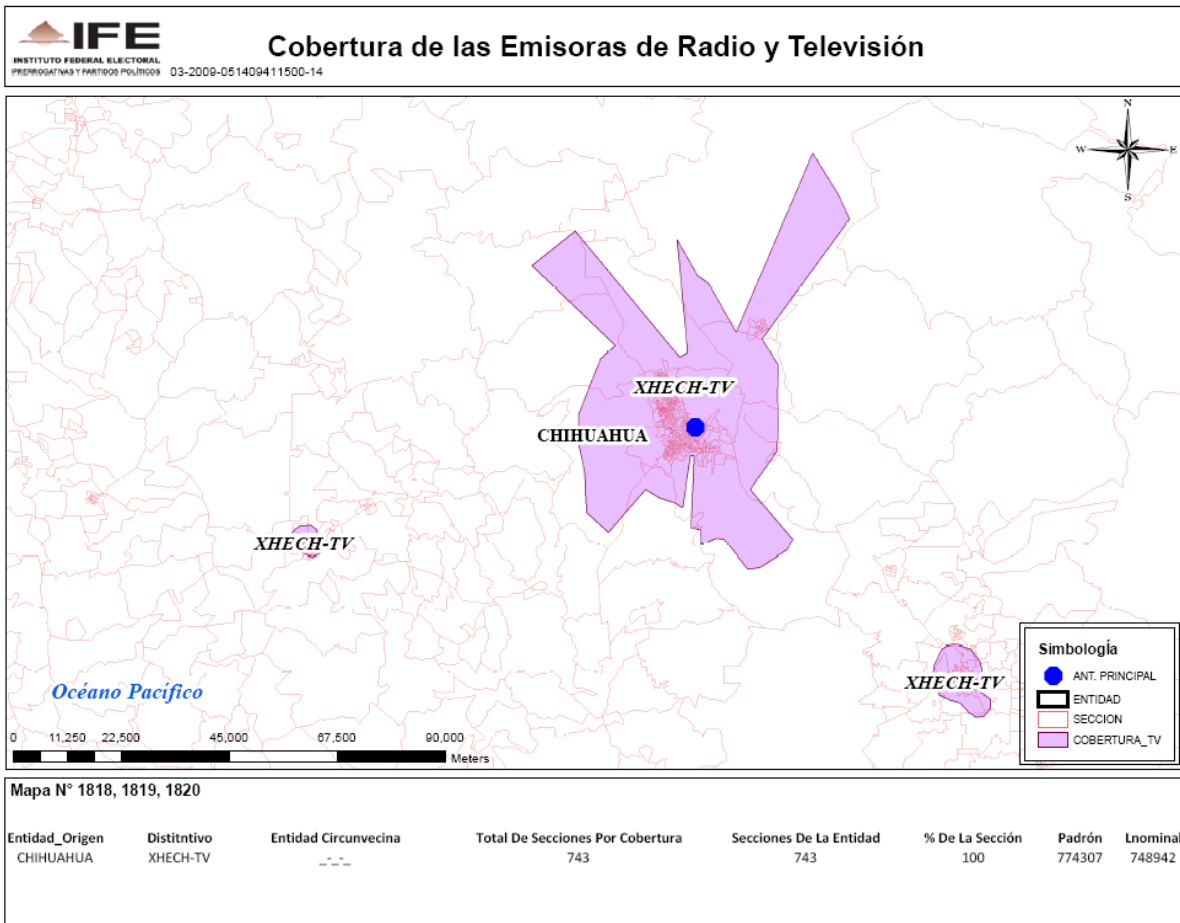 IFE
INSTITUTO FEDERAL ELECTORAL
PRERROGATIVAS Y PARTIDOS POLÍTICOS
03-2009-051409411500-14
Cobertura de las Emisoras de Radio y Televisión
N
W E
S
XHECH-TV
CHIHUAHUA
XHECH-TV
XHECH-TV
Océano Pacífico
0 11,250 22,500 45,000 67,500 90,000
Meters
Simbología
ANT. PRINCIPAL
ENTIDAD
SECCION
COBERTURA_TV
Mapa N° 1818, 1819, 1820
Entidad_Origen Distitntivo Entidad Circunvecina Total De Secciones Por Cobertura Secciones De La Entidad % De La Sección Padrón Lnominal
CHIHUAHUA XHECH-TV _-_-_ 743 743 100 774307 748942